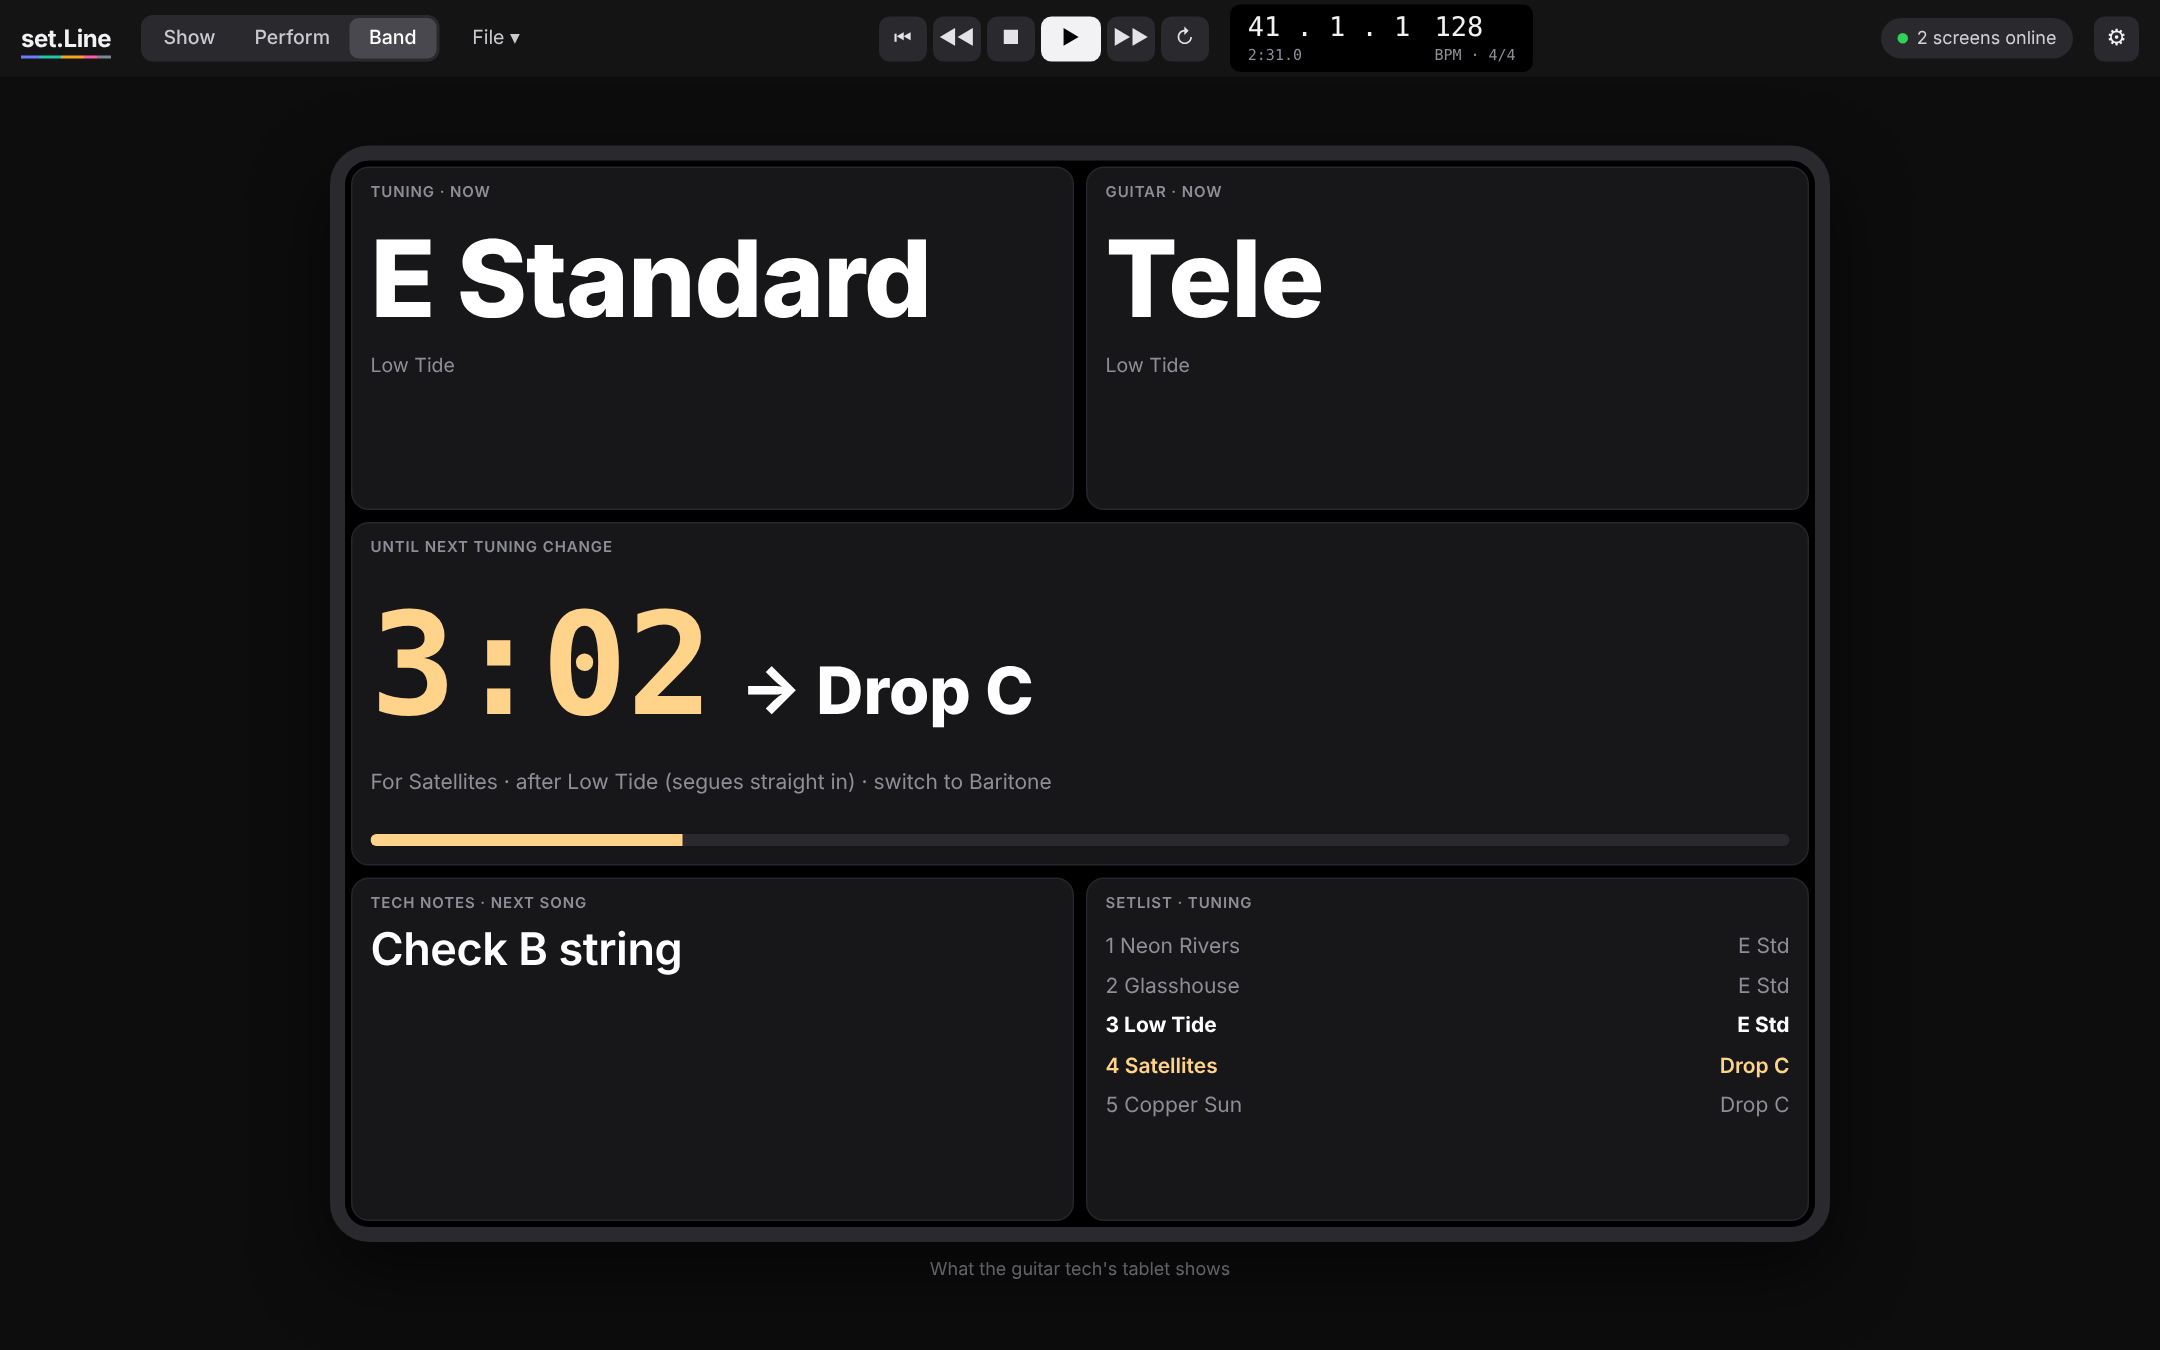 set.Line Show Perform Band File ▾ 41 . 1 . 1 128 2 screens online
2:31.0 BPM · 4/4
TUNING · NOW
E Standard
Low Tide
GUITAR · NOW
Tele
Low Tide
UNTIL NEXT TUNING CHANGE
3:02 → Drop C
For Satellites · after Low Tide (segues straight in) · switch to Baritone
TECH NOTES · NEXT SONG
Check B string
SETLIST · TUNING
1 Neon Rivers E Std
2 Glasshouse E Std
3 Low Tide E Std
4 Satellites Drop C
5 Copper Sun Drop C
What the guitar tech's tablet shows